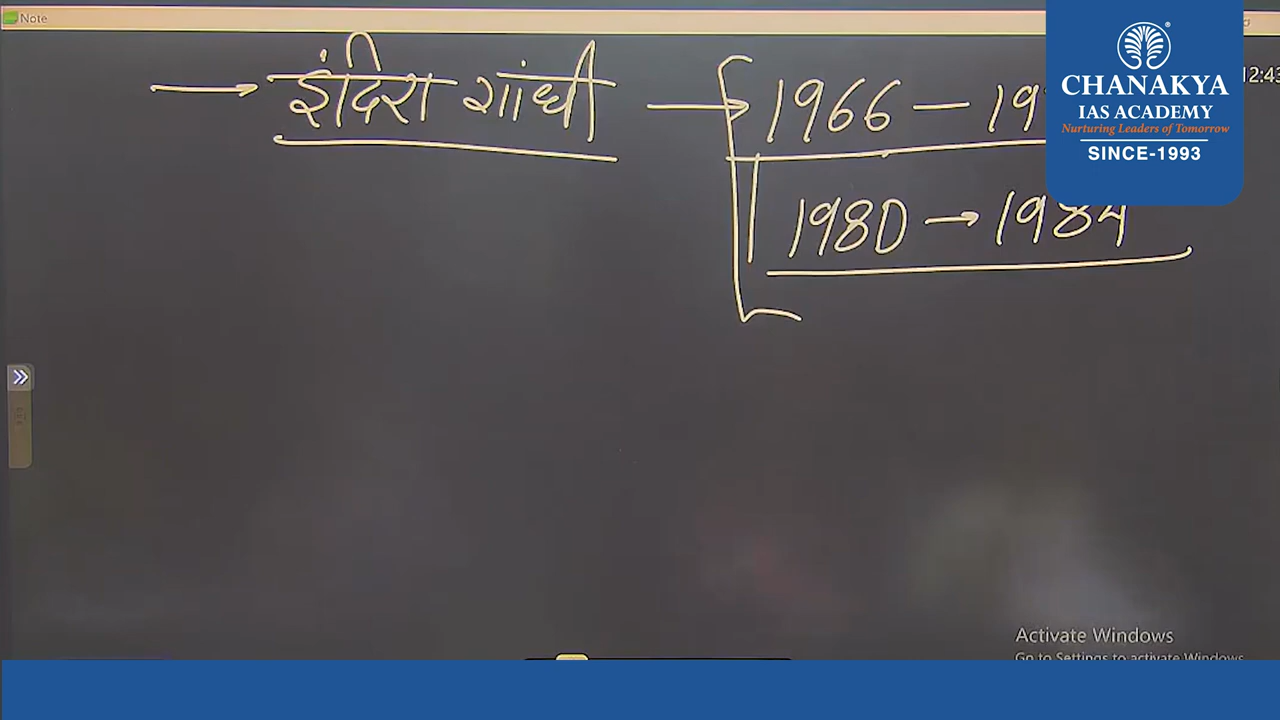 Note
→ इंदिरा गांधी → 1966 — 19
1980 → 1984
12:43
CHANAKYA
IAS ACADEMY
Nurturing Leaders of Tomorrow
SINCE-1993
Activate Windows
Go to Settings to activate Windows